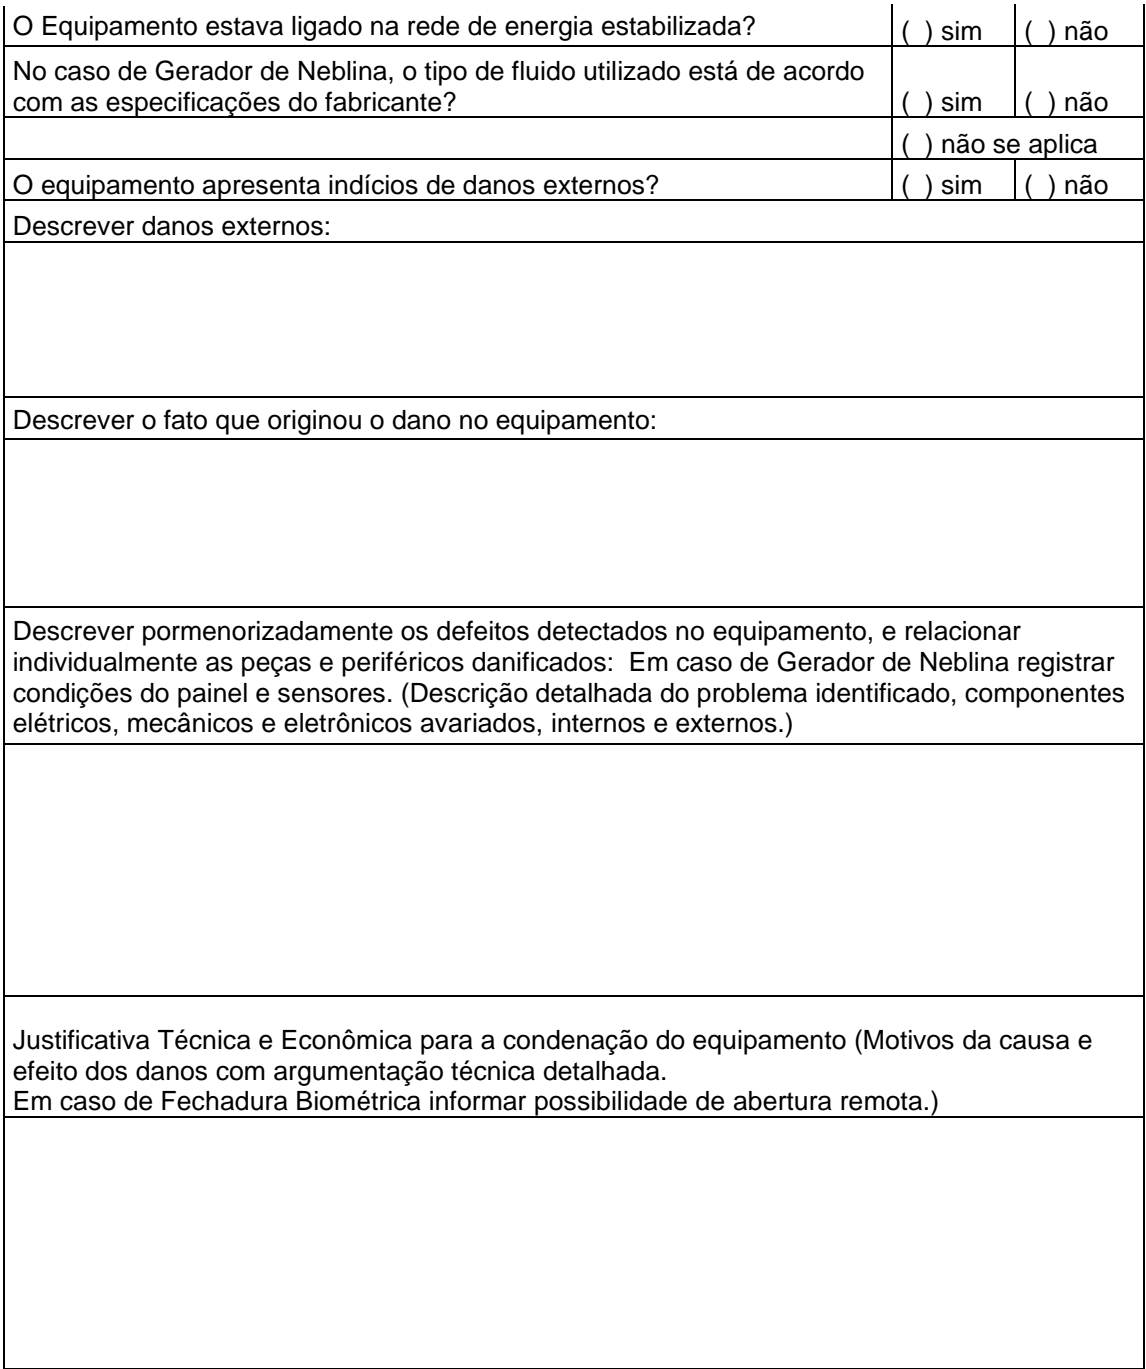 O Equipamento estava ligado na rede de energia estabilizada? ( ) sim ( ) não
No caso de Gerador de Neblina, o tipo de fluido utilizado está de acordo
com as especificações do fabricante? ( ) sim ( ) não
( ) não se aplica
O equipamento apresenta indícios de danos externos? ( ) sim ( ) não
Descrever danos externos:
Descrever o fato que originou o dano no equipamento:
Descrever pormenorizadamente os defeitos detectados no equipamento, e relacionar
individualmente as peças e periféricos danificados: Em caso de Gerador de Neblina registrar
condições do painel e sensores. (Descrição detalhada do problema identificado, componentes
elétricos, mecânicos e eletrônicos avariados, internos e externos.)
Justificativa Técnica e Econômica para a condenação do equipamento (Motivos da causa e
efeito dos danos com argumentação técnica detalhada.
Em caso de Fechadura Biométrica informar possibilidade de abertura remota.)